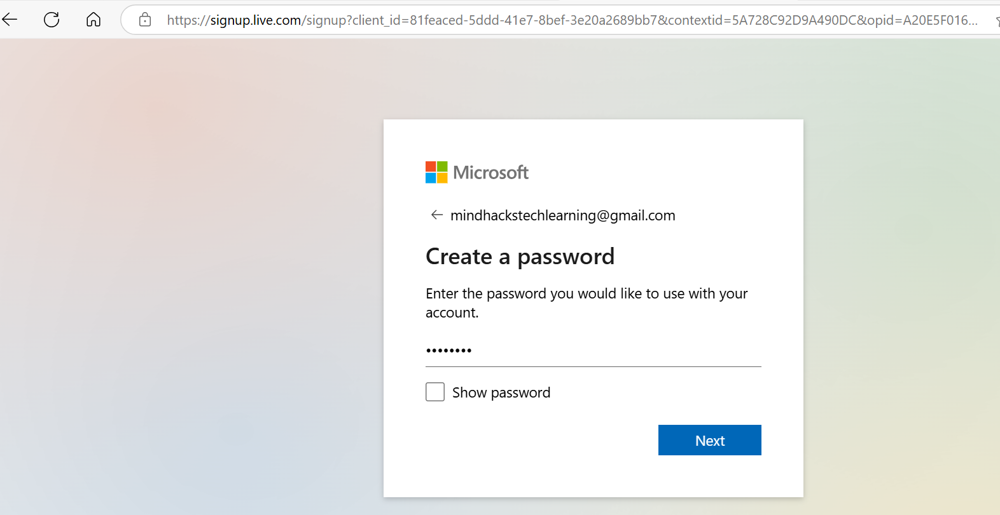 https://signup.live.com/signup?client_id=81feaced-5ddd-41e7-8bef-3e20a2689bb7&contextid=5A728C92D9A490DC&opid=A20E5F016...
Microsoft
← mindhackstechlearning@gmail.com
Create a password
Enter the password you would like to use with your
account.
••••••••
Show password
Next